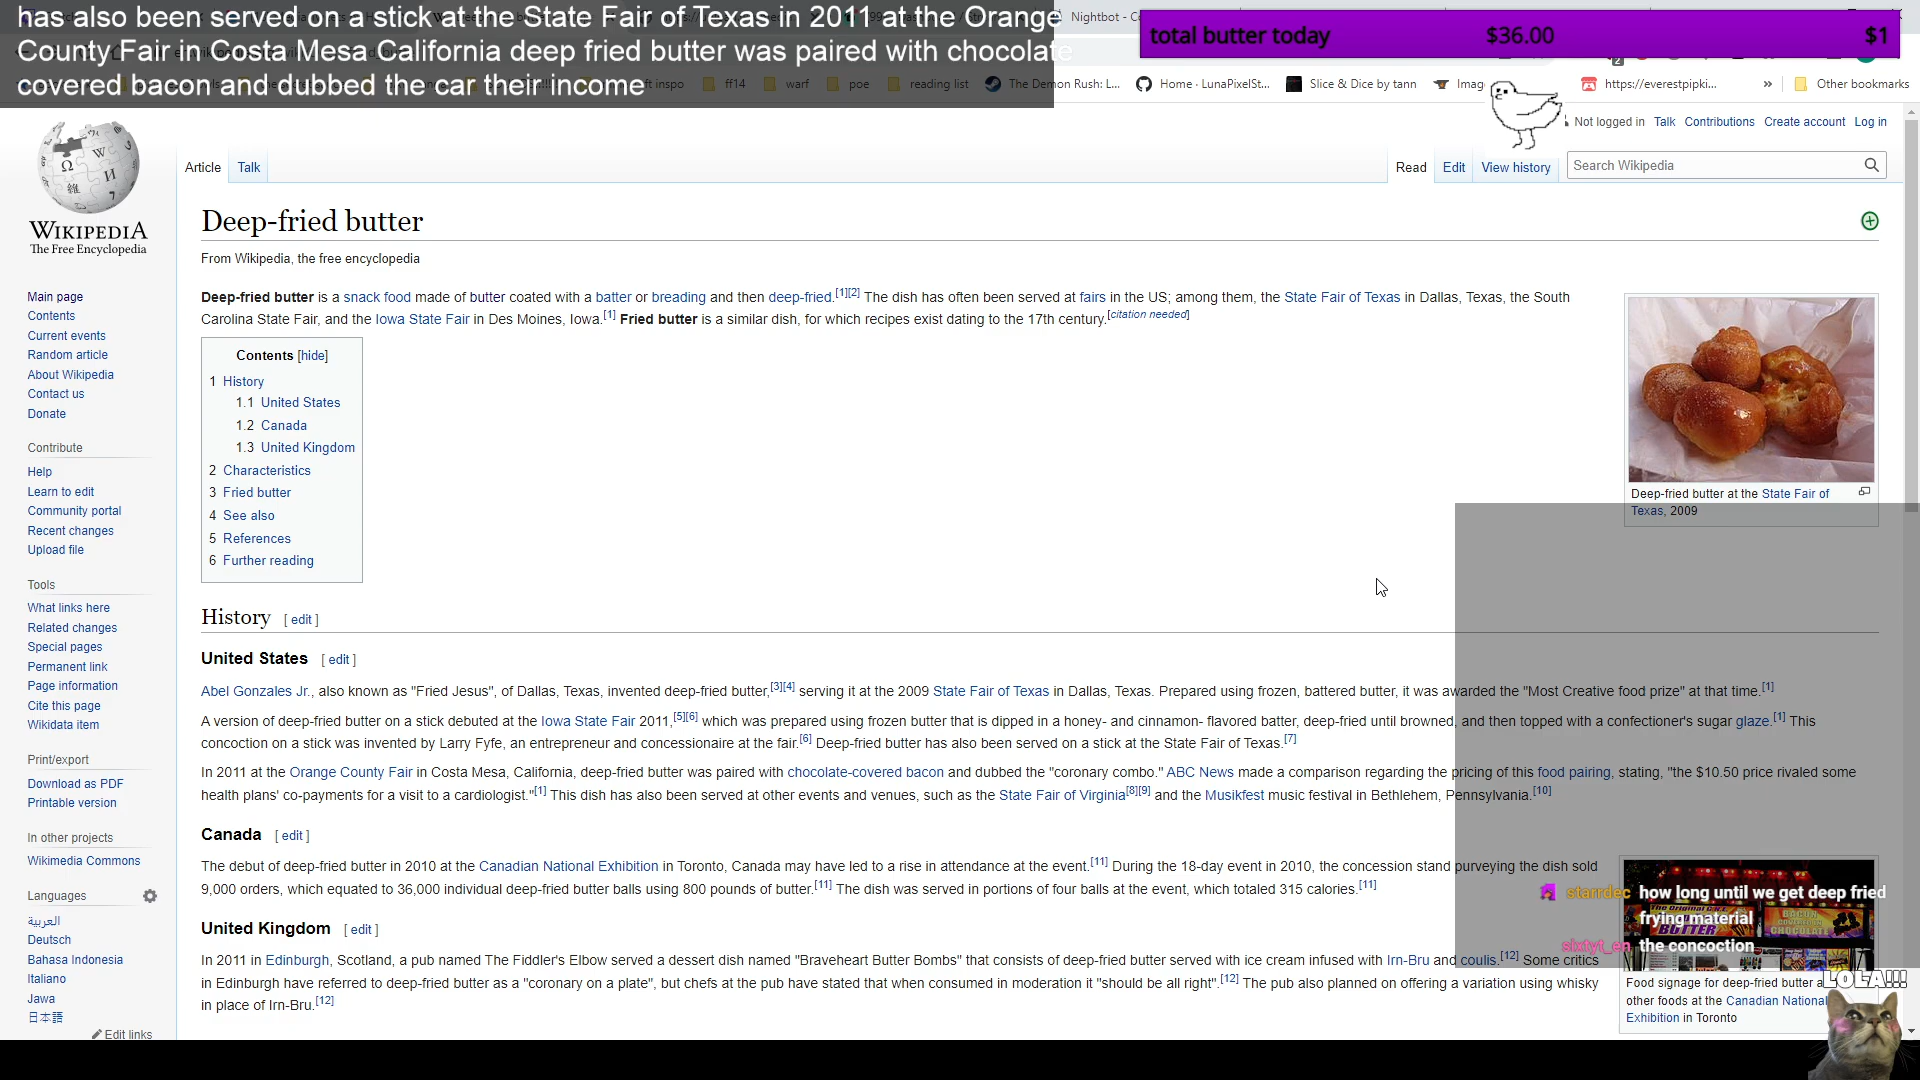 has also been served on a stick at the State Fair of Texas in 2011 at the Orange
County Fair in Costa Mesa California deep fried butter was paired with chocolate
covered bacon and dubbed the car their income
total butter today $36.00 $1
Nightbot - C
ft inspo ff14 warf poe reading list The Demon Rush: L... Home · LunaPixelSt... Slice & Dice by tann Imag https://everestpipki... » Other bookmarks
Not logged in Talk Contributions Create account Log in
Article Talk Read Edit View history Search Wikipedia
WIKIPEDIA
The Free Encyclopedia
Main page
Contents
Current events
Random article
About Wikipedia
Contact us
Donate
Contribute
Help
Learn to edit
Community portal
Recent changes
Upload file
Tools
What links here
Related changes
Special pages
Permanent link
Page information
Cite this page
Wikidata item
Print/export
Download as PDF
Printable version
In other projects
Wikimedia Commons
Languages
العربية
Deutsch
Bahasa Indonesia
Italiano
Jawa
日本語
Edit links
Deep-fried butter
From Wikipedia, the free encyclopedia
Deep-fried butter is a snack food made of butter coated with a batter or breading and then deep-fried.[1][2] The dish has often been served at fairs in the US; among them, the State Fair of Texas in Dallas, Texas, the South
Carolina State Fair, and the Iowa State Fair in Des Moines, Iowa.[1] Fried butter is a similar dish, for which recipes exist dating to the 17th century.[citation needed]
Contents [hide]
1 History
1.1 United States
1.2 Canada
1.3 United Kingdom
2 Characteristics
3 Fried butter
4 See also
5 References
6 Further reading
Deep-fried butter at the State Fair of
Texas, 2009
History [ edit ]
United States [ edit ]
Abel Gonzales Jr., also known as "Fried Jesus", of Dallas, Texas, invented deep-fried butter,[3][4] serving it at the 2009 State Fair of Texas in Dallas, Texas. Prepared using frozen, battered butter, it was awarded the "Most Creative food prize" at that time.[1]
A version of deep-fried butter on a stick debuted at the Iowa State Fair 2011,[5][6] which was prepared using frozen butter that is dipped in a honey- and cinnamon- flavored batter, deep-fried until browned, and then topped with a confectioner's sugar glaze.[1] This
concoction on a stick was invented by Larry Fyfe, an entrepreneur and concessionaire at the fair.[6] Deep-fried butter has also been served on a stick at the State Fair of Texas.[7]
In 2011 at the Orange County Fair in Costa Mesa, California, deep-fried butter was paired with chocolate-covered bacon and dubbed the "coronary combo." ABC News made a comparison regarding the pricing of this food pairing, stating, "the $10.50 price rivaled some
health plans' co-payments for a visit to a cardiologist."[1] This dish has also been served at other events and venues, such as the State Fair of Virginia[8][9] and the Musikfest music festival in Bethlehem, Pennsylvania.[10]
Canada [ edit ]
The debut of deep-fried butter in 2010 at the Canadian National Exhibition in Toronto, Canada may have led to a rise in attendance at the event.[11] During the 18-day event in 2010, the concession stand purveying the dish sold
9,000 orders, which equated to 36,000 individual deep-fried butter balls using 800 pounds of butter.[11] The dish was served in portions of four balls at the event, which totaled 315 calories.[11]
United Kingdom [ edit ]
In 2011 in Edinburgh, Scotland, a pub named The Fiddler's Elbow served a dessert dish named "Braveheart Butter Bombs" that consists of deep-fried butter served with ice cream infused with Irn-Bru and coulis.[12] Some critics
in Edinburgh have referred to deep-fried butter as a "coronary on a plate", but chefs at the pub have stated that when consumed in moderation it "should be all right".[12] The pub also planned on offering a variation using whisky
in place of Irn-Bru.[12]
starrdec how long until we get deep fried
frying material
sixtyt_en the concoction
BUTTER
CHOCOLATE
Food signage for deep-fried butter a
other foods at the Canadian National
Exhibition in Toronto
LOLA!!!